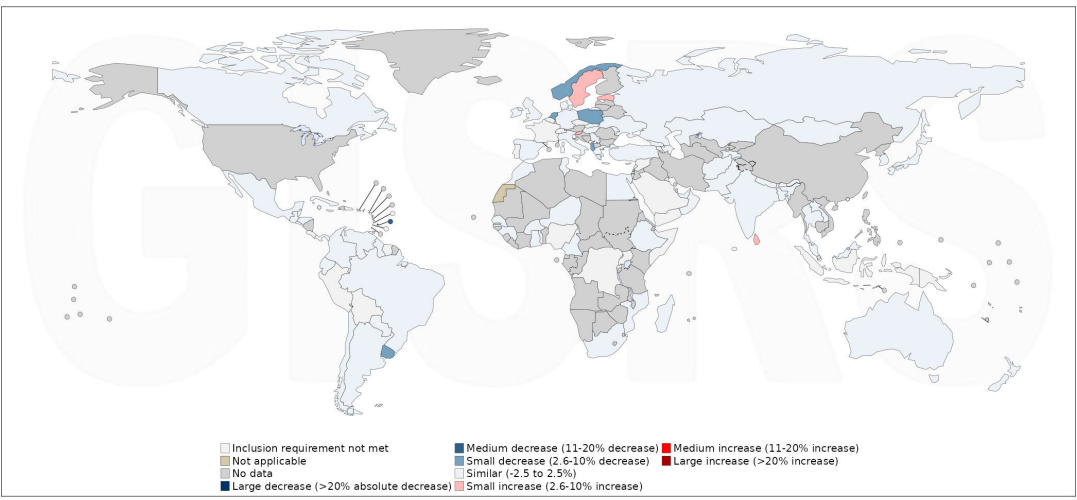 GISRS
Inclusion requirement not met
Not applicable
No data
Large decrease (>20% absolute decrease)
Medium decrease (11-20% decrease)
Small decrease (2.6-10% decrease)
Similar (-2.5 to 2.5%)
Small increase (2.6-10% increase)
Medium increase (11-20% increase)
Large increase (>20% increase)